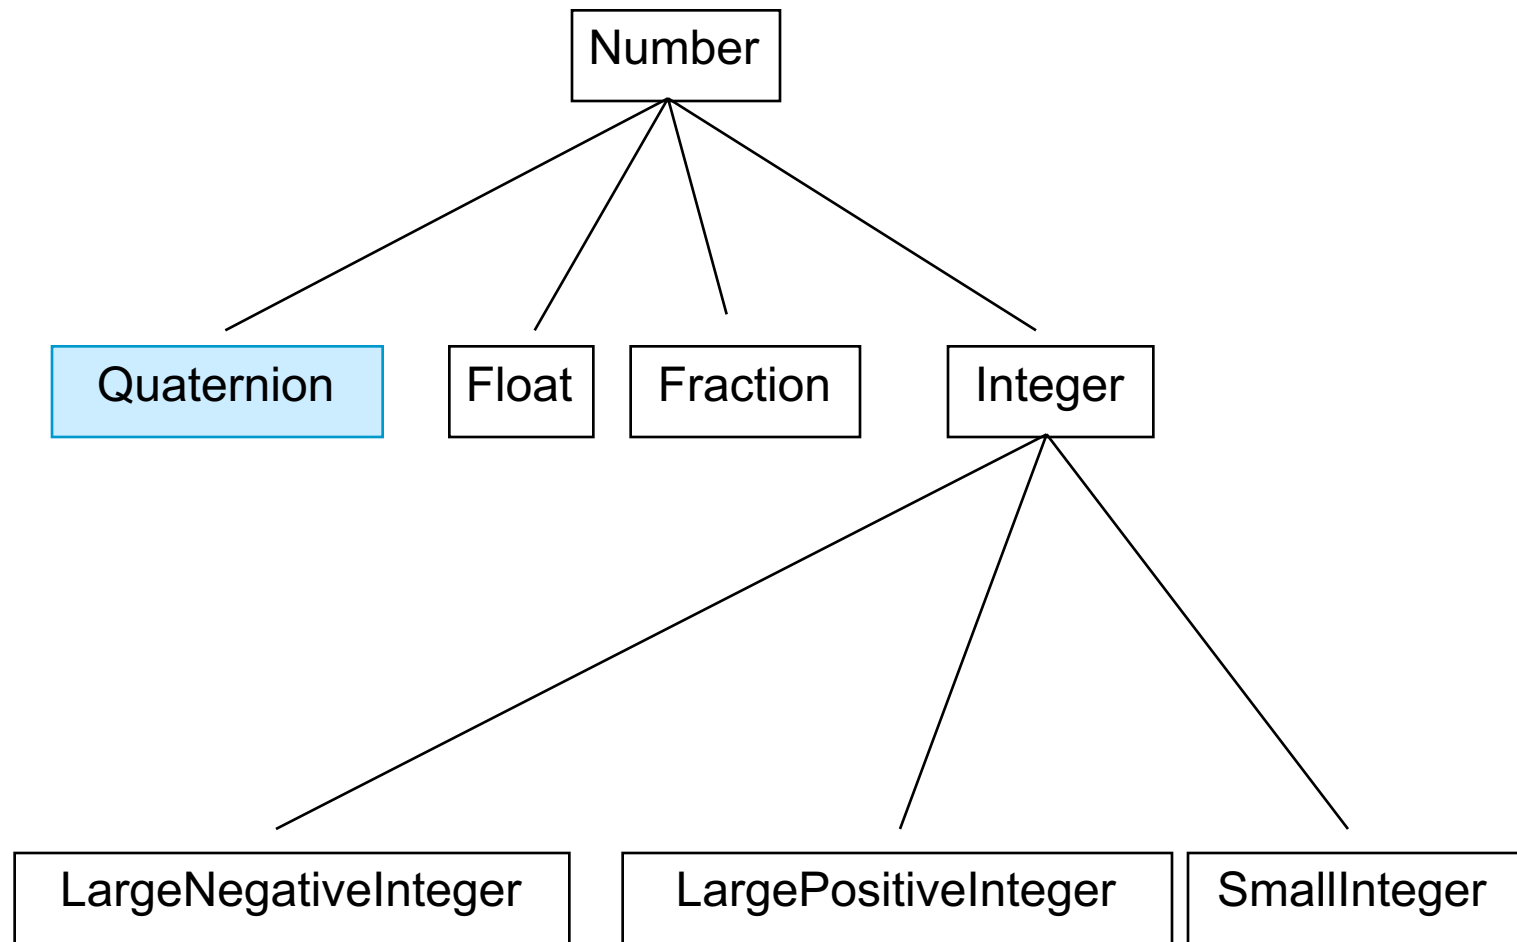 Number
Quaternion
Float
Fraction
Integer
LargeNegativeInteger
LargePositiveInteger
SmallInteger